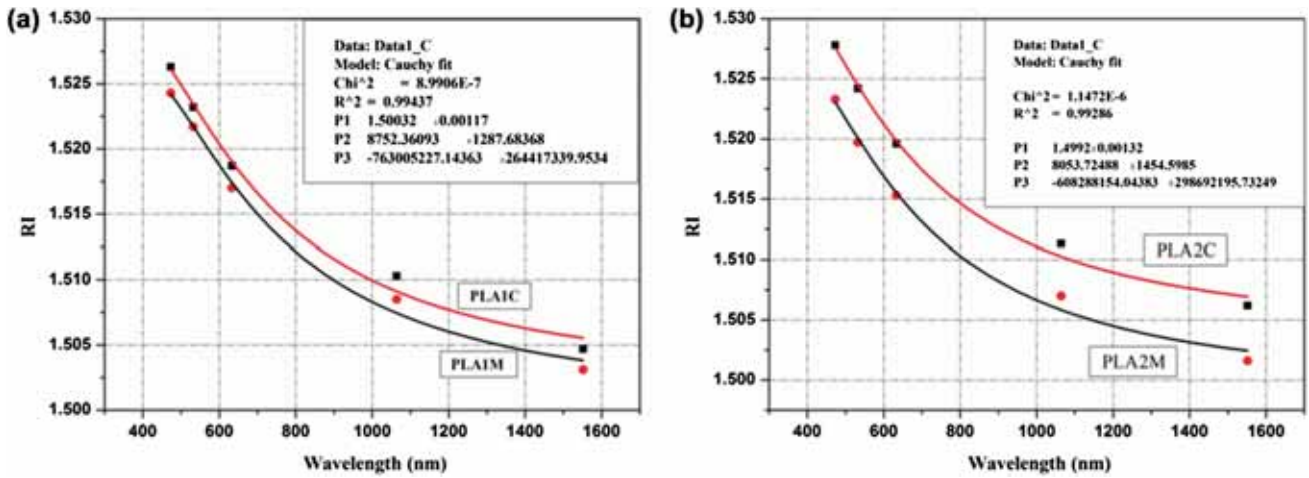 (a)
1.530
1.525
1.520
1.515
1.510
1.505
1.500
RI
Data: Data1_C
Model: Cauchy fit
Chi^2 = 8.9906E-7
R^2 = 0.99437
P1 1.50032 ±0.00117
P2 8752.36093 ±1287.68368
P3 -763005227.14363 ±264417339.9534
PLA1C
PLA1M
400 600 800 1000 1200 1400 1600
Wavelength (nm)
(b)
1.530
1.525
1.520
1.515
1.510
1.505
1.500
RI
Data: Data1_C
Model: Cauchy fit
Chi^2 = 1.1472E-6
R^2 = 0.99286
P1 1.4992±0.00132
P2 8053.72488 ±1454.5985
P3 -608288154.04383 ±298692195.73249
PLA2C
PLA2M
400 600 800 1000 1200 1400 1600
Wavelength (nm)